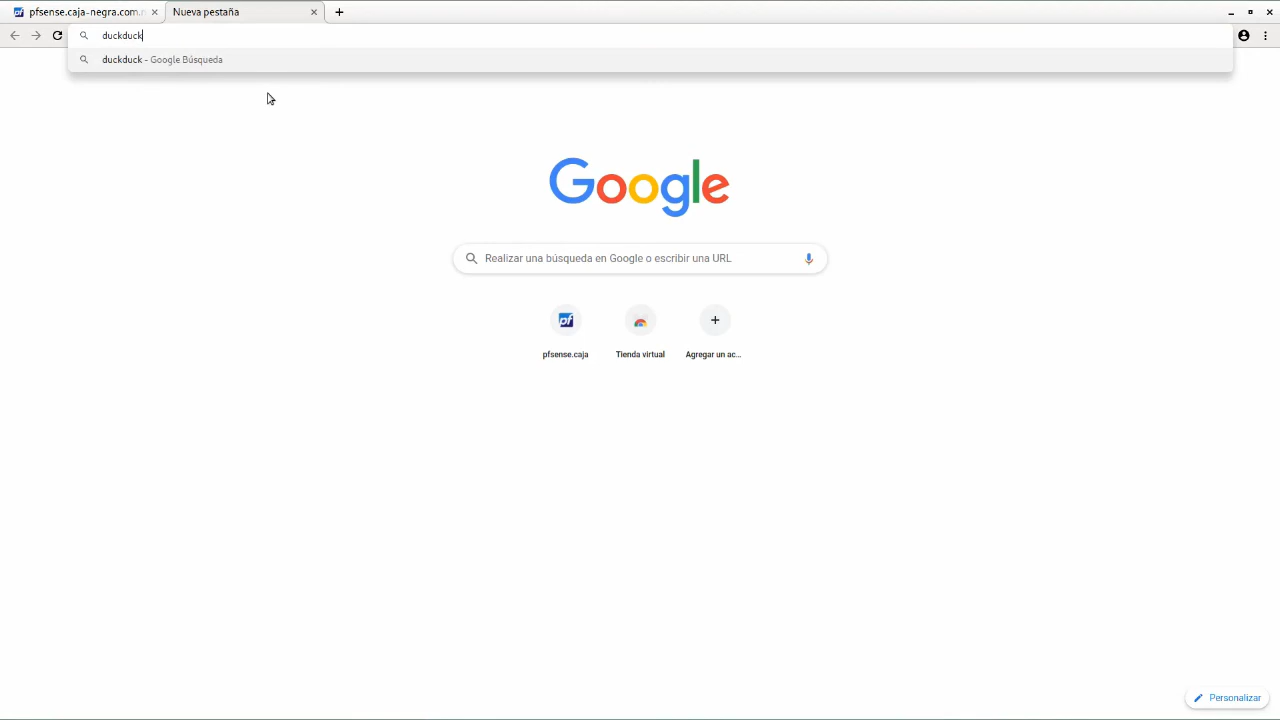 pfsense.caja-negra.com.
Nueva pestaña
duckduck
duckduck - Google Búsqueda
Google
Realizar una búsqueda en Google o escribir una URL
pf
pfsense.caja
Tienda virtual
Agregar un ac...
Personalizar